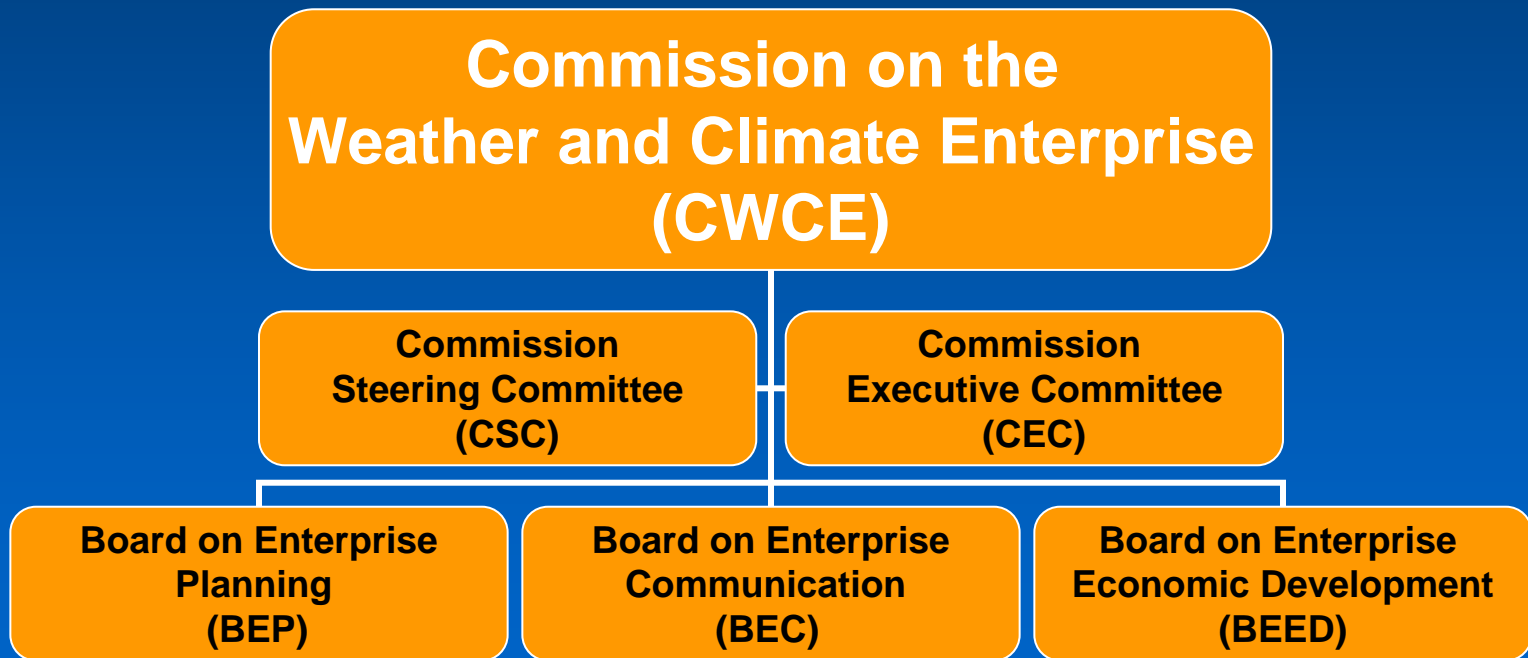 Commission on the
Weather and Climate Enterprise
(CWCE)
Commission
Steering Committee
(CSC)
Commission
Executive Committee
(CEC)
Board on Enterprise
Planning
(BEP)
Board on Enterprise
Communication
(BEC)
Board on Enterprise
Economic Development
(BEED)